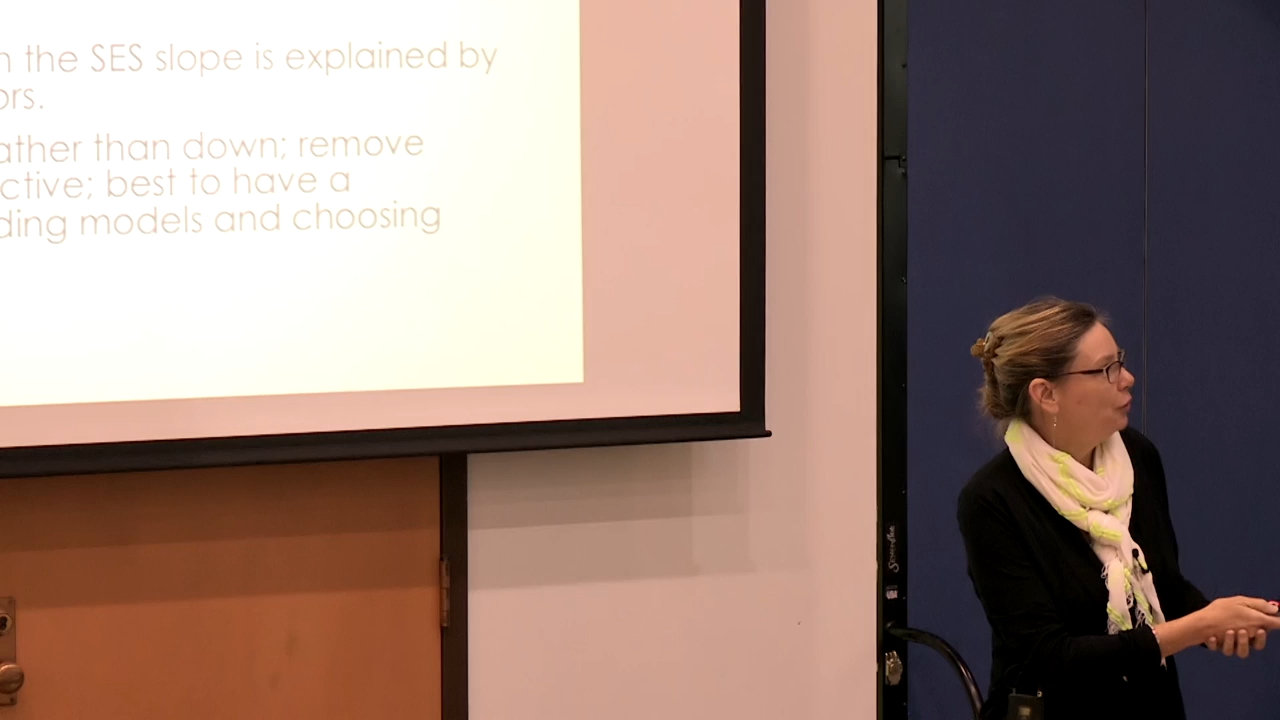 the SES slope is explained by
ors.
ather than down; remove
ctive; best to have a
ding models and choosing